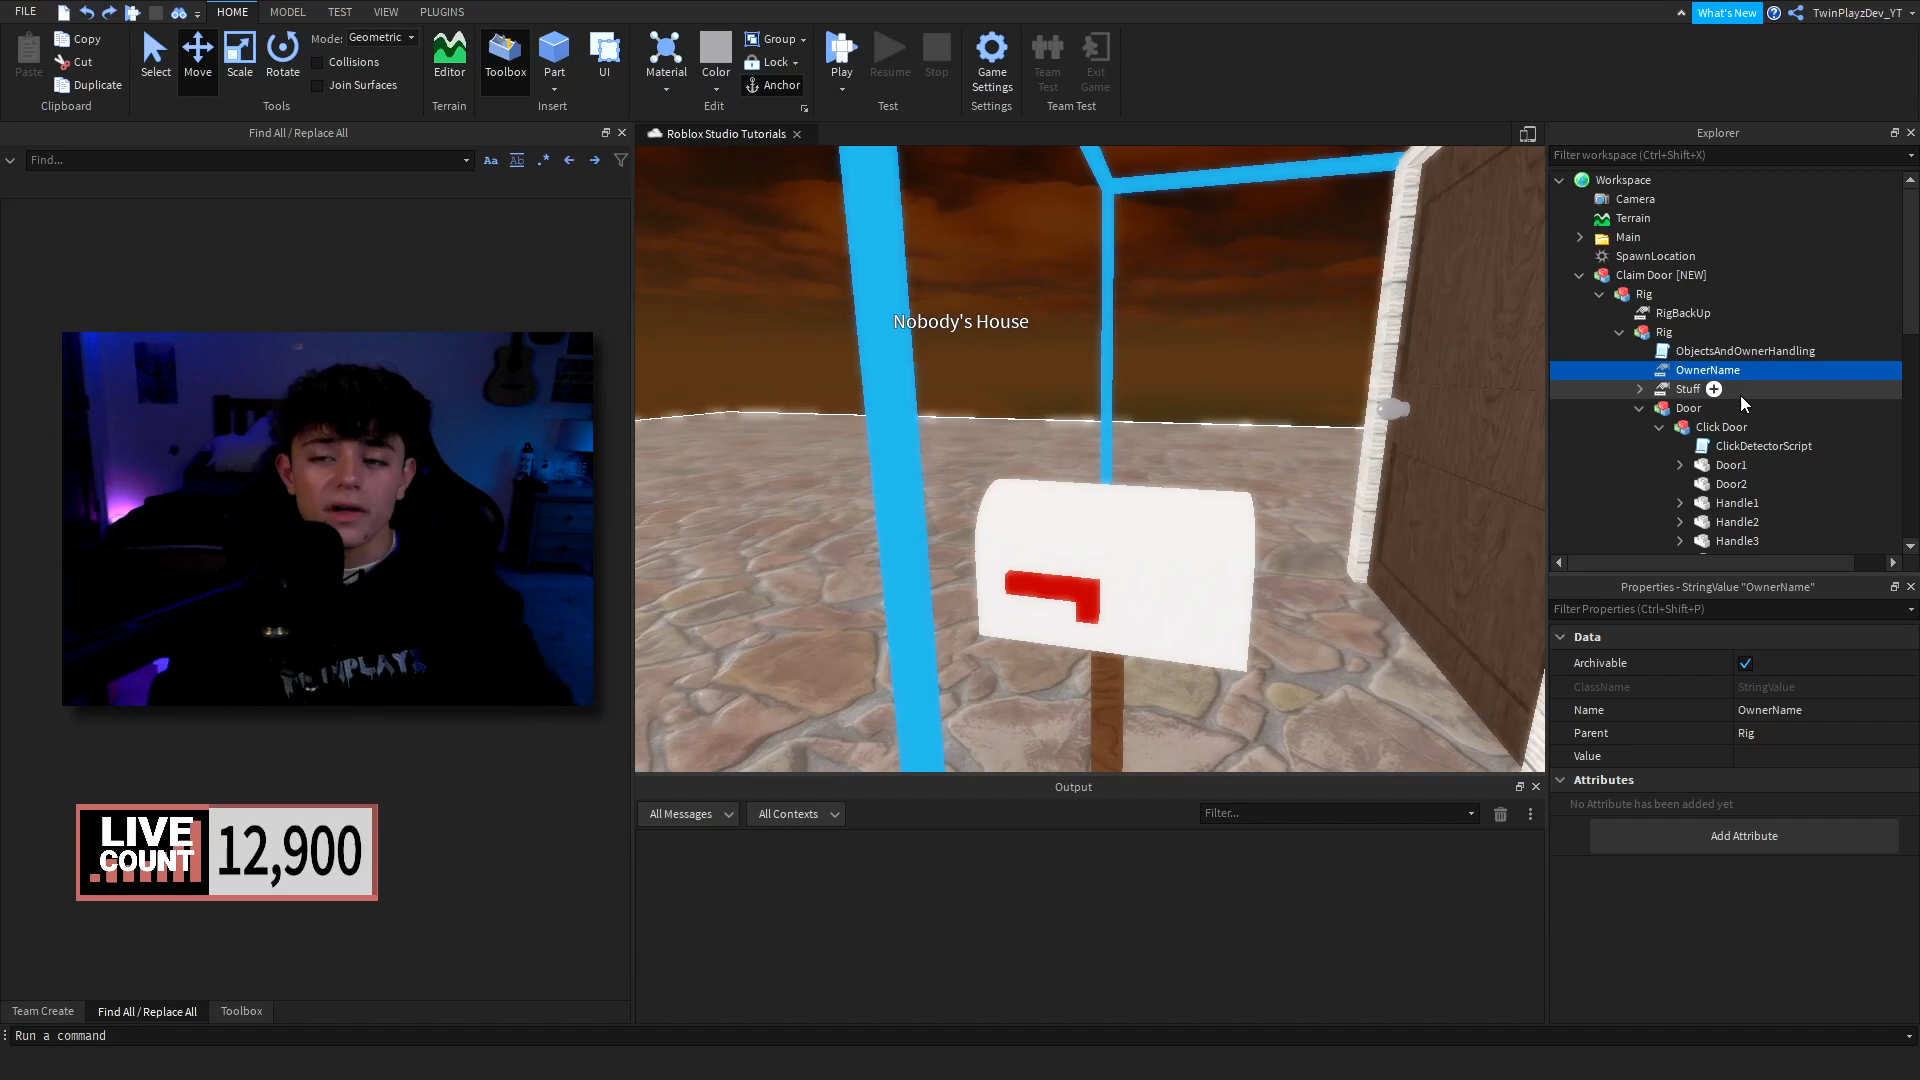 FILE
HOME
MODEL
TEST
VIEW
PLUGINS
What's New
TwinPlayzDev_YT
Paste
Copy
Cut
Duplicate
Clipboard
Select
Move
Scale
Rotate
Mode:
Geometric
Collisions
Join Surfaces
Tools
Editor
Terrain
Toolbox
Part
UI
Insert
Material
Color
Group
Lock
Anchor
Edit
Play
Resume
Stop
Test
Game
Settings
Settings
Team
Test
Exit
Game
Team Test
Find All / Replace All
Find...
Aa
Ab
.*
LIVE
COUNT
12,900
Team Create
Find All / Replace All
Toolbox
Run a command
Roblox Studio Tutorials
Nobody's House
Output
All Messages
All Contexts
Filter...
Explorer
Filter workspace (Ctrl+Shift+X)
Workspace
Camera
Terrain
Main
SpawnLocation
Claim Door [NEW]
Rig
RigBackUp
Rig
ObjectsAndOwnerHandling
OwnerName
Stuff
Door
Click Door
ClickDetectorScript
Door1
Door2
Handle1
Handle2
Handle3
Properties - StringValue "OwnerName"
Filter Properties (Ctrl+Shift+P)
Data
Archivable
ClassName StringValue
Name OwnerName
Parent Rig
Value
Attributes
No Attribute has been added yet
Add Attribute